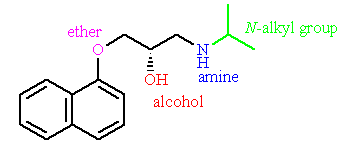 ether
N-alkyl group
O
N
H
OH
amine
alcohol